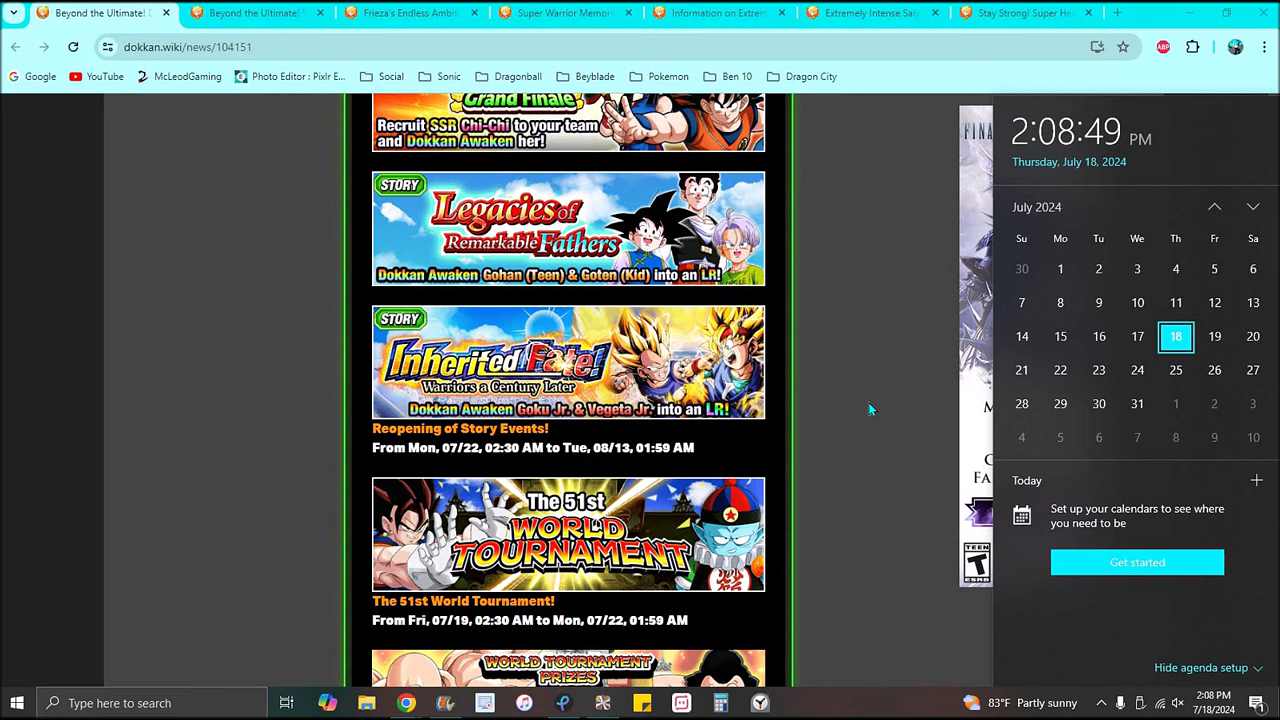 Beyond the Ultimate!
Beyond the Ultimate!
Frieza's Endless Ambit
Super Warrior Memori
Information on Extrem
Extremely Intense Saiy
Stay Strong! Super He
dokkan.wiki/news/104151
ABP
Google
YouTube
McLeodGaming
Photo Editor : Pixlr E...
Social
Sonic
Dragonball
Beyblade
Pokemon
Ben 10
Dragon City
Grand Finale
Recruit SSR Chi-Chi to your team
and Dokkan Awaken her!
STORY
Legacies of
Remarkable Fathers
Dokkan Awaken Gohan (Teen) & Goten (Kid) into an LR!
STORY
Inherited Fate!
Warriors a Century Later
Dokkan Awaken Goku Jr. & Vegeta Jr. into an LR!
Reopening of Story Events!
From Mon, 07/22, 02:30 AM to Tue, 08/13, 01:59 AM
The 51st
WORLD
TOURNAMENT
The 51st World Tournament!
From Fri, 07/19, 02:30 AM to Mon, 07/22, 01:59 AM
WORLD TOURNAMENT
PRIZES
FINA
M
C
FA
TEEN
T
ESRB
2:08:49 PM
Thursday, July 18, 2024
July 2024
Su Mo Tu We Th Fr Sa
30 1 2 3 4 5 6
7 8 9 10 11 12 13
14 15 16 17 18 19 20
21 22 23 24 25 26 27
28 29 30 31 1 2 3
4 5 6 7 8 9 10
Today
Set up your calendars to see where
you need to be
Get started
Hide agenda setup
Type here to search
83°F Partly sunny
2:08 PM
7/18/2024